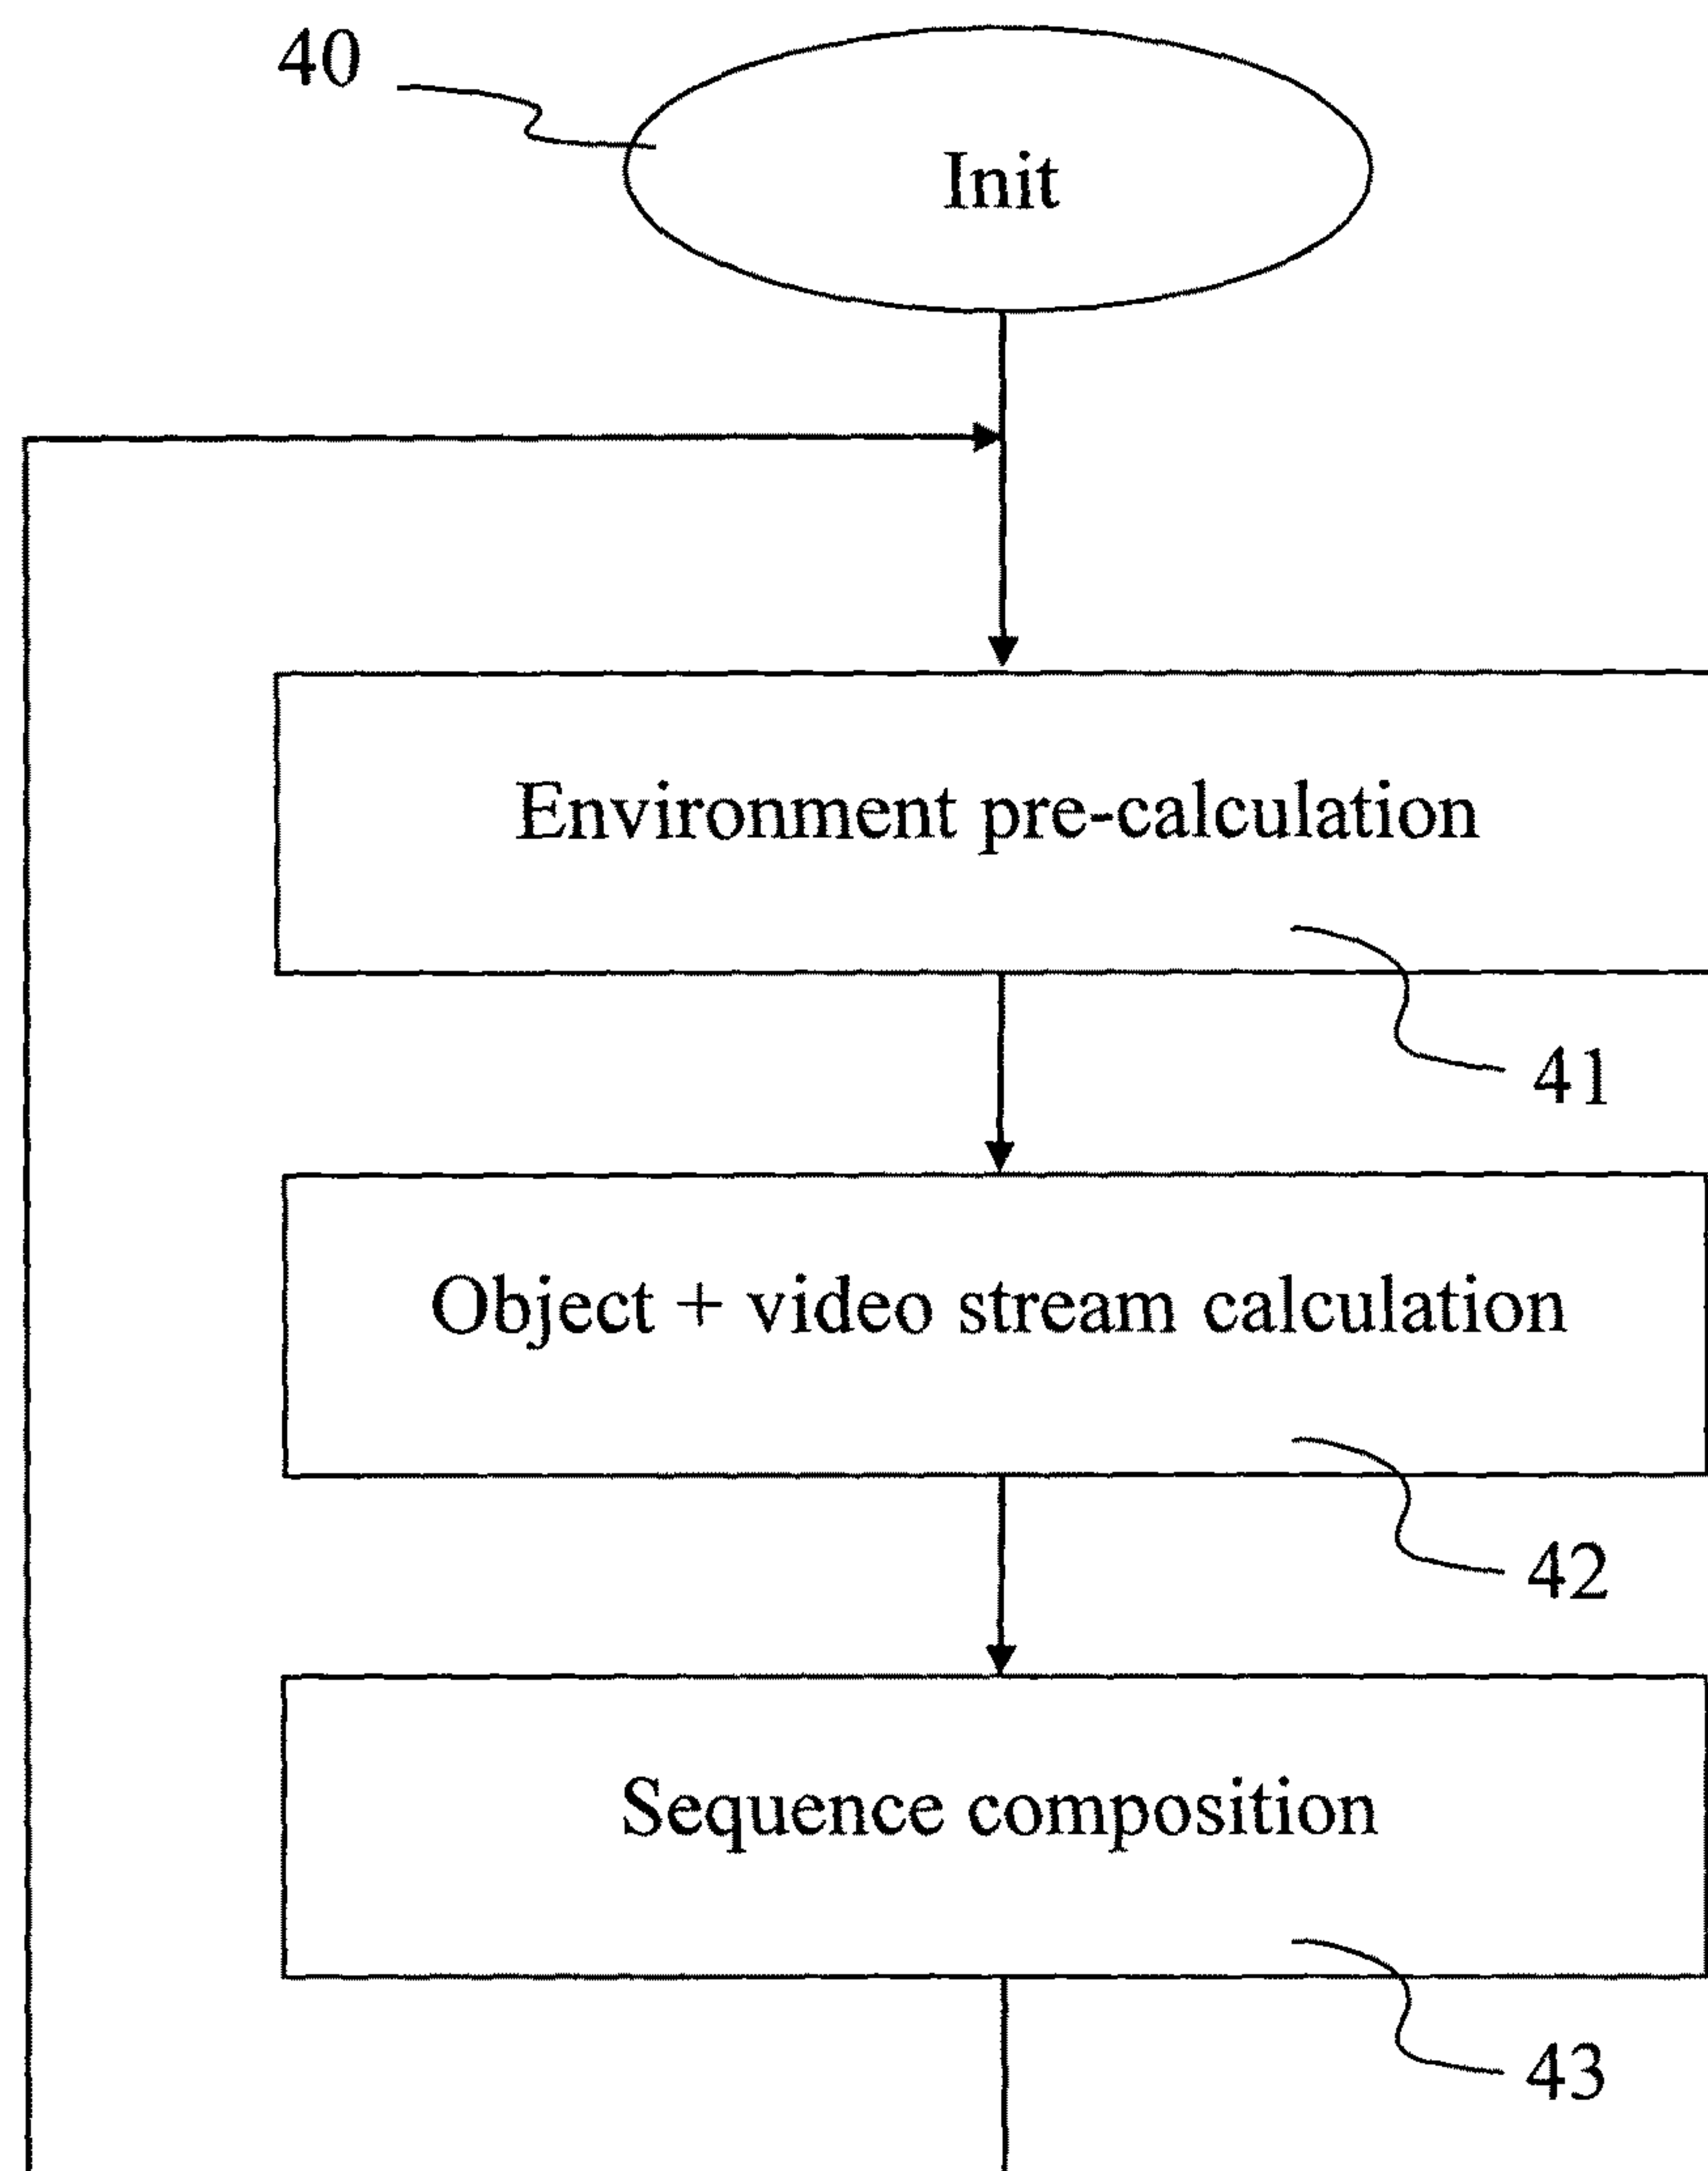 40
Init
Environment pre-calculation
41
Object + video stream calculation
42
Sequence composition
43